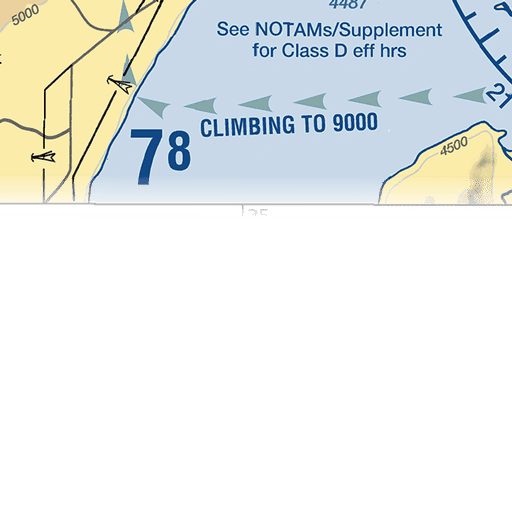 5000
4487
See NOTAMs/Supplement
for Class D eff hrs
21
CLIMBING TO 9000
78
4500